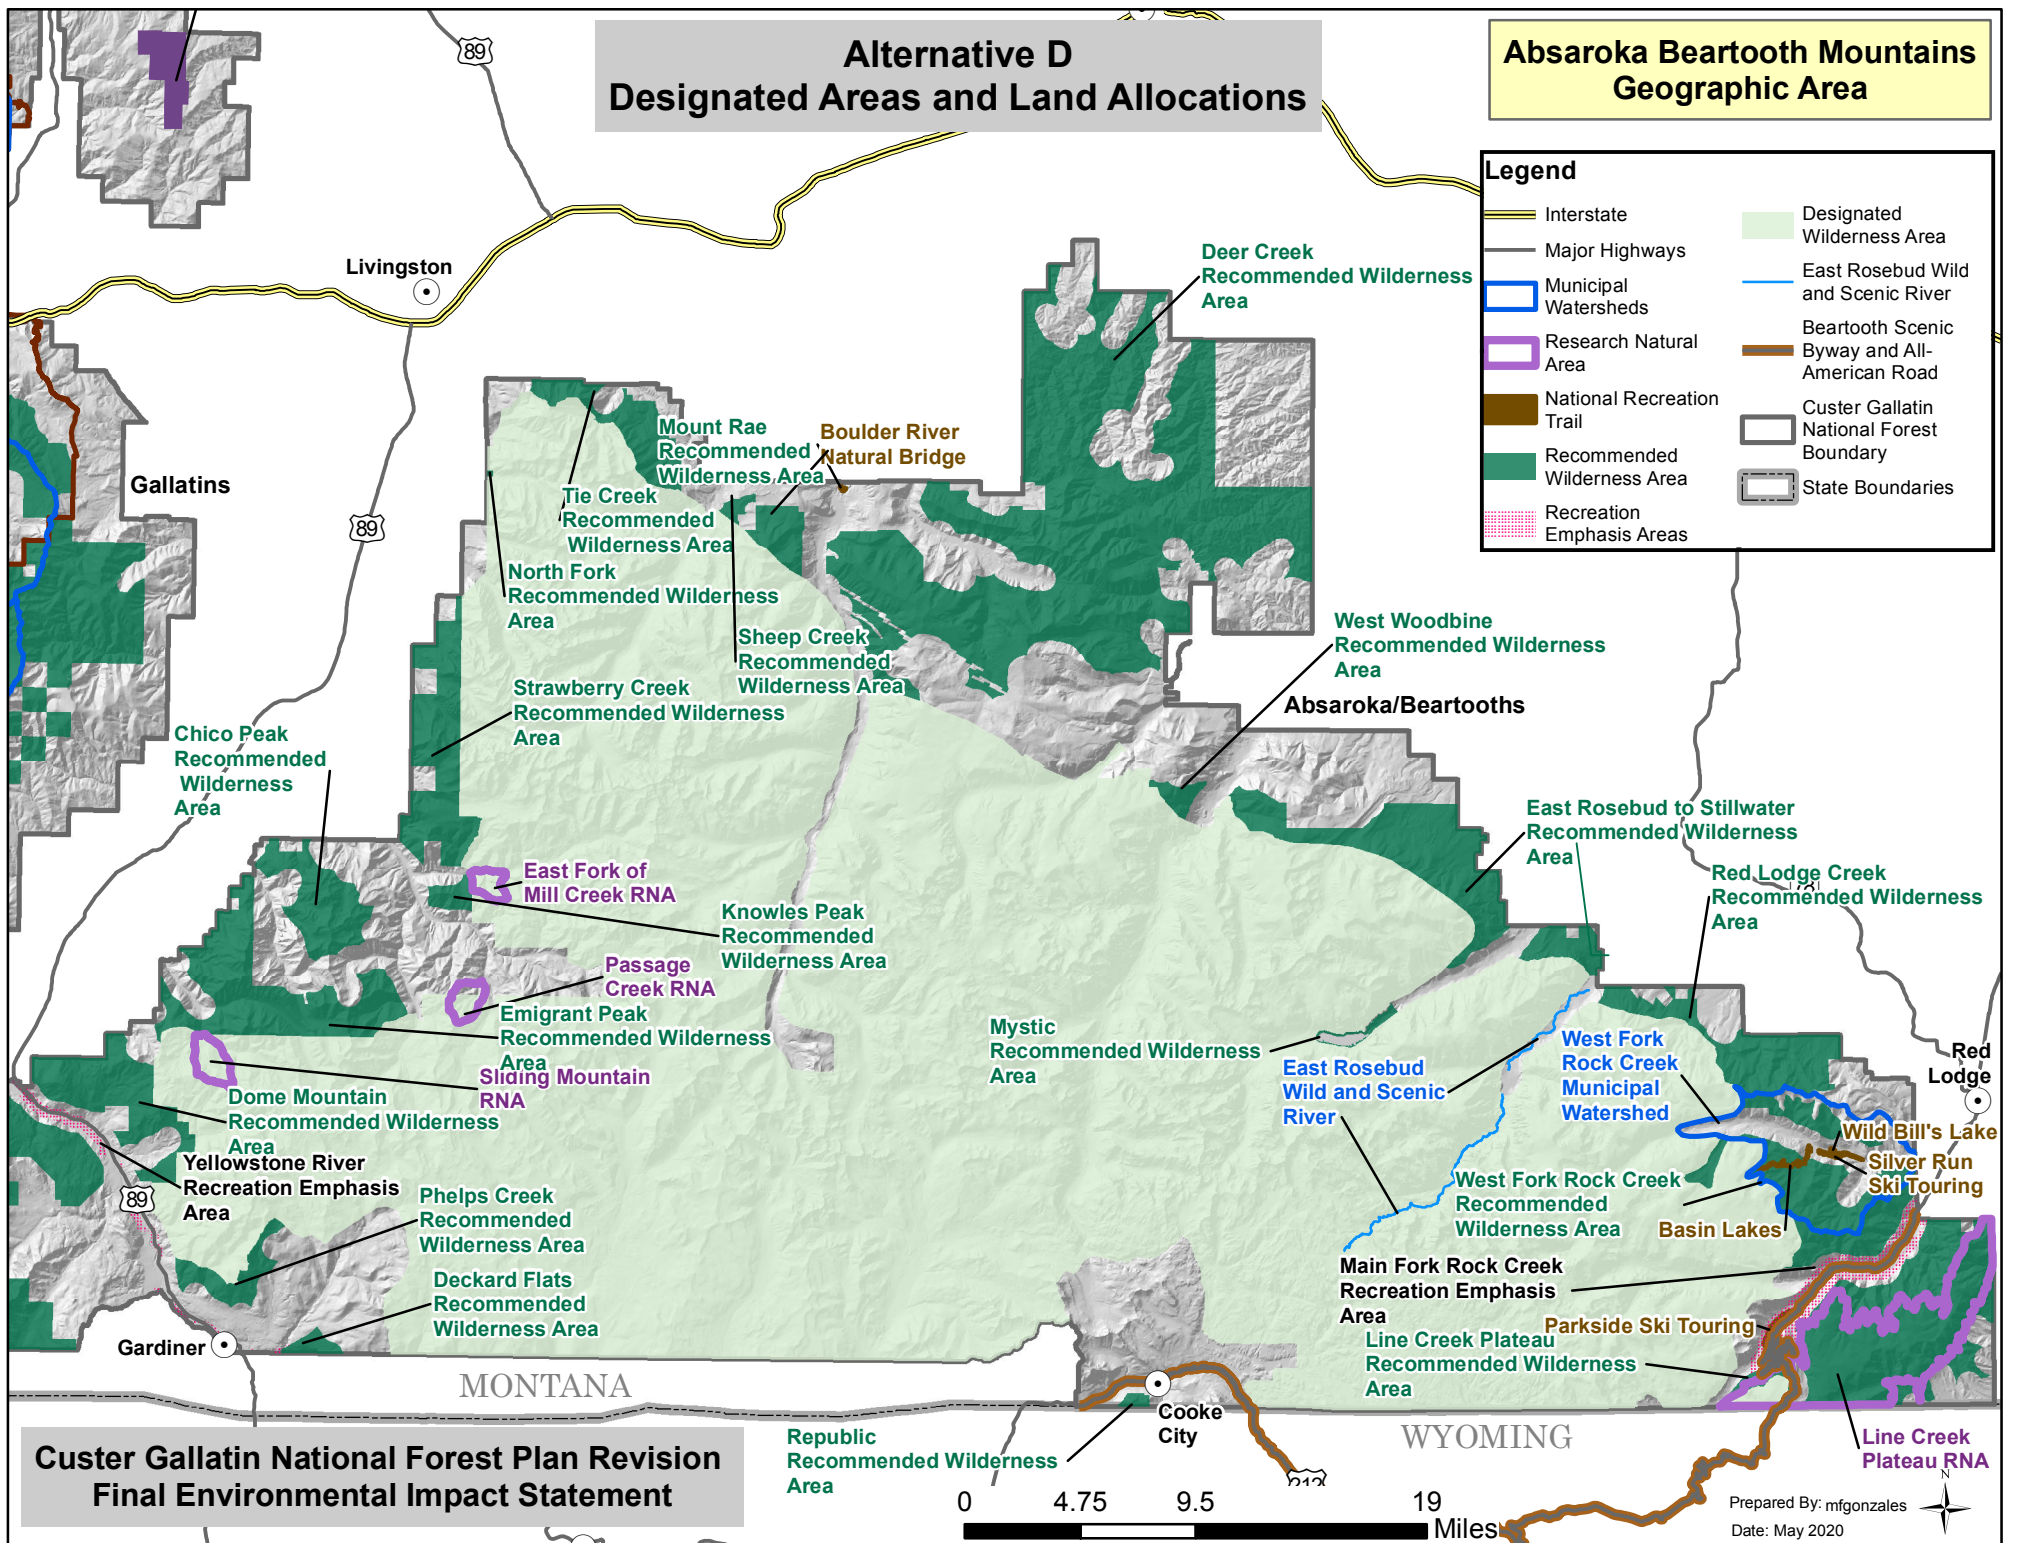 Alternative D
Designated Areas and Land Allocations
Absaroka Beartooth Mountains
Geographic Area
Legend
Interstate
Major Highways
Municipal
Watersheds
Research Natural
Area
National Recreation
Trail
Recommended
Wilderness Area
Recreation
Emphasis Areas
Designated
Wilderness Area
East Rosebud Wild
and Scenic River
Beartooth Scenic
Byway and All-
American Road
Custer Gallatin
National Forest
Boundary
State Boundaries
89
Livingston
Deer Creek
Recommended Wilderness
Area
Mount Rae
Recommended
Wilderness Area
Boulder River
Natural Bridge
Gallatins
89
Tie Creek
Recommended
Wilderness Area
North Fork
Recommended Wilderness
Area
Sheep Creek
Recommended
Wilderness Area
West Woodbine
Recommended Wilderness
Area
Absaroka/Beartooths
Strawberry Creek
Recommended Wilderness
Area
Chico Peak
Recommended
Wilderness
Area
East Rosebud to Stillwater
Recommended Wilderness
Area
Red Lodge Creek
Recommended Wilderness
Area
East Fork of
Mill Creek RNA
Knowles Peak
Recommended
Wilderness Area
Passage
Creek RNA
Emigrant Peak
Recommended Wilderness
Area
Sliding Mountain
RNA
Mystic
Recommended Wilderness
Area
East Rosebud
Wild and Scenic
River
West Fork
Rock Creek
Municipal
Watershed
Red
Lodge
Dome Mountain
Recommended Wilderness
Area
Yellowstone River
Recreation Emphasis
Area
89
Wild Bill's Lake
Silver Run
Ski Touring
West Fork Rock Creek
Recommended
Wilderness Area
Basin Lakes
Phelps Creek
Recommended
Wilderness Area
Deckard Flats
Recommended
Wilderness Area
Main Fork Rock Creek
Recreation Emphasis
Area
Parkside Ski Touring
Line Creek Plateau
Recommended Wilderness
Area
Gardiner
MONTANA
Cooke
City
WYOMING
Republic
Recommended Wilderness
Area
212
Line Creek
Plateau RNA
Custer Gallatin National Forest Plan Revision
Final Environmental Impact Statement
0 4.75 9.5 19
Miles
N
Prepared By: mfgonzales
Date: May 2020